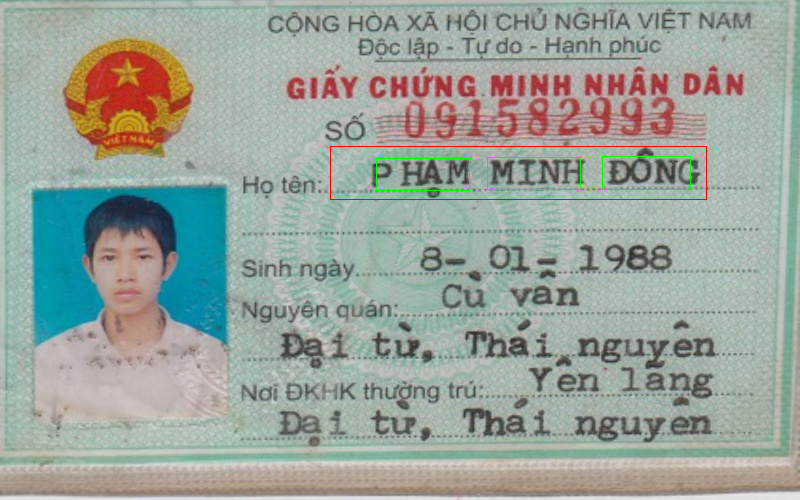 CỘNG HÒA XÃ HỘI CHỦ NGHĨA VIỆT NAM
Độc lập - Tự do - Hạnh phúc
GIẤY CHỨNG MINH NHÂN DÂN
VIỆT NAM
SỐ 091582993
Họ tên: PHẠM MINH ĐÔNG
Sinh ngày 8- 01- 1988
Nguyên quán: Cù vân
Đại từ, Thái nguyên
Nơi ĐKHK thường trú: Yên lãng
Đại từ, Thái nguyên